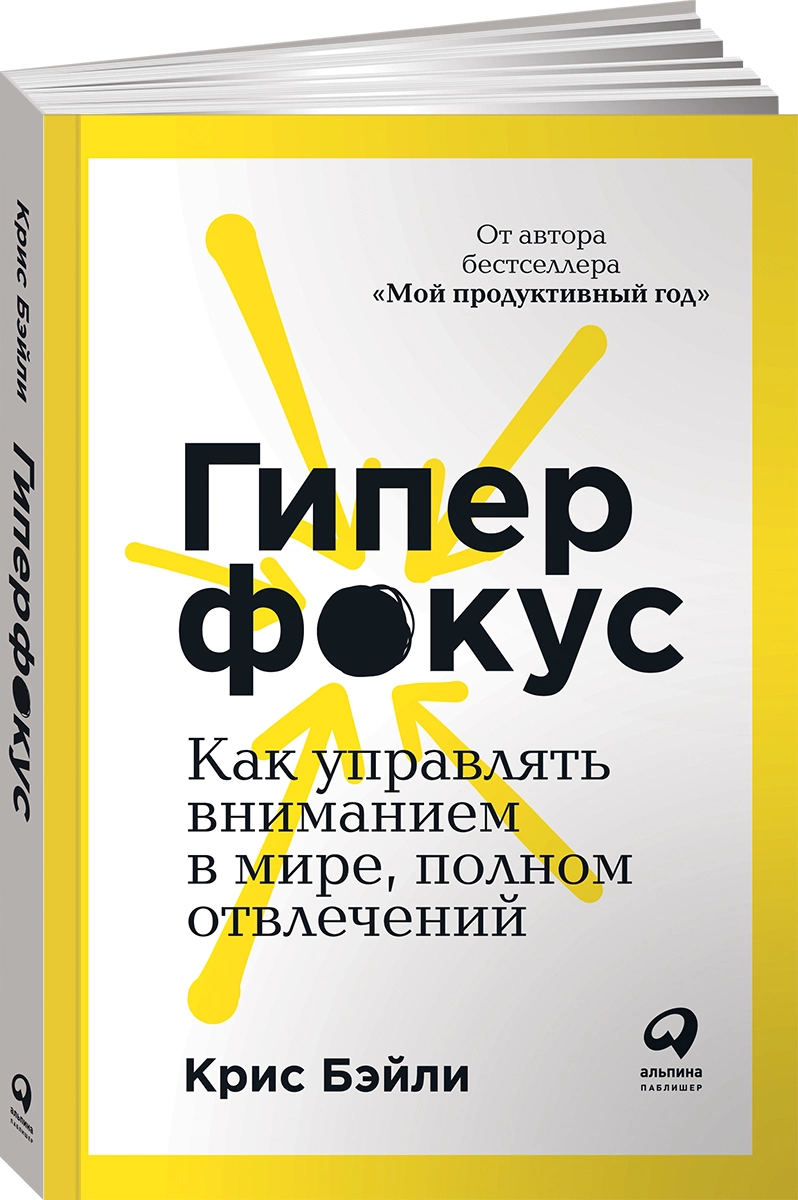 От автора
бестселлера
«Мой продуктивный год»
Гипер
фокус
Как управлять
вниманием
в мире, полном
отвлечений
Крис Бэйли
альпина
ПАБЛИШЕР
Крис Бэйли
Гиперфокус
альпина
ПАБЛИШЕР